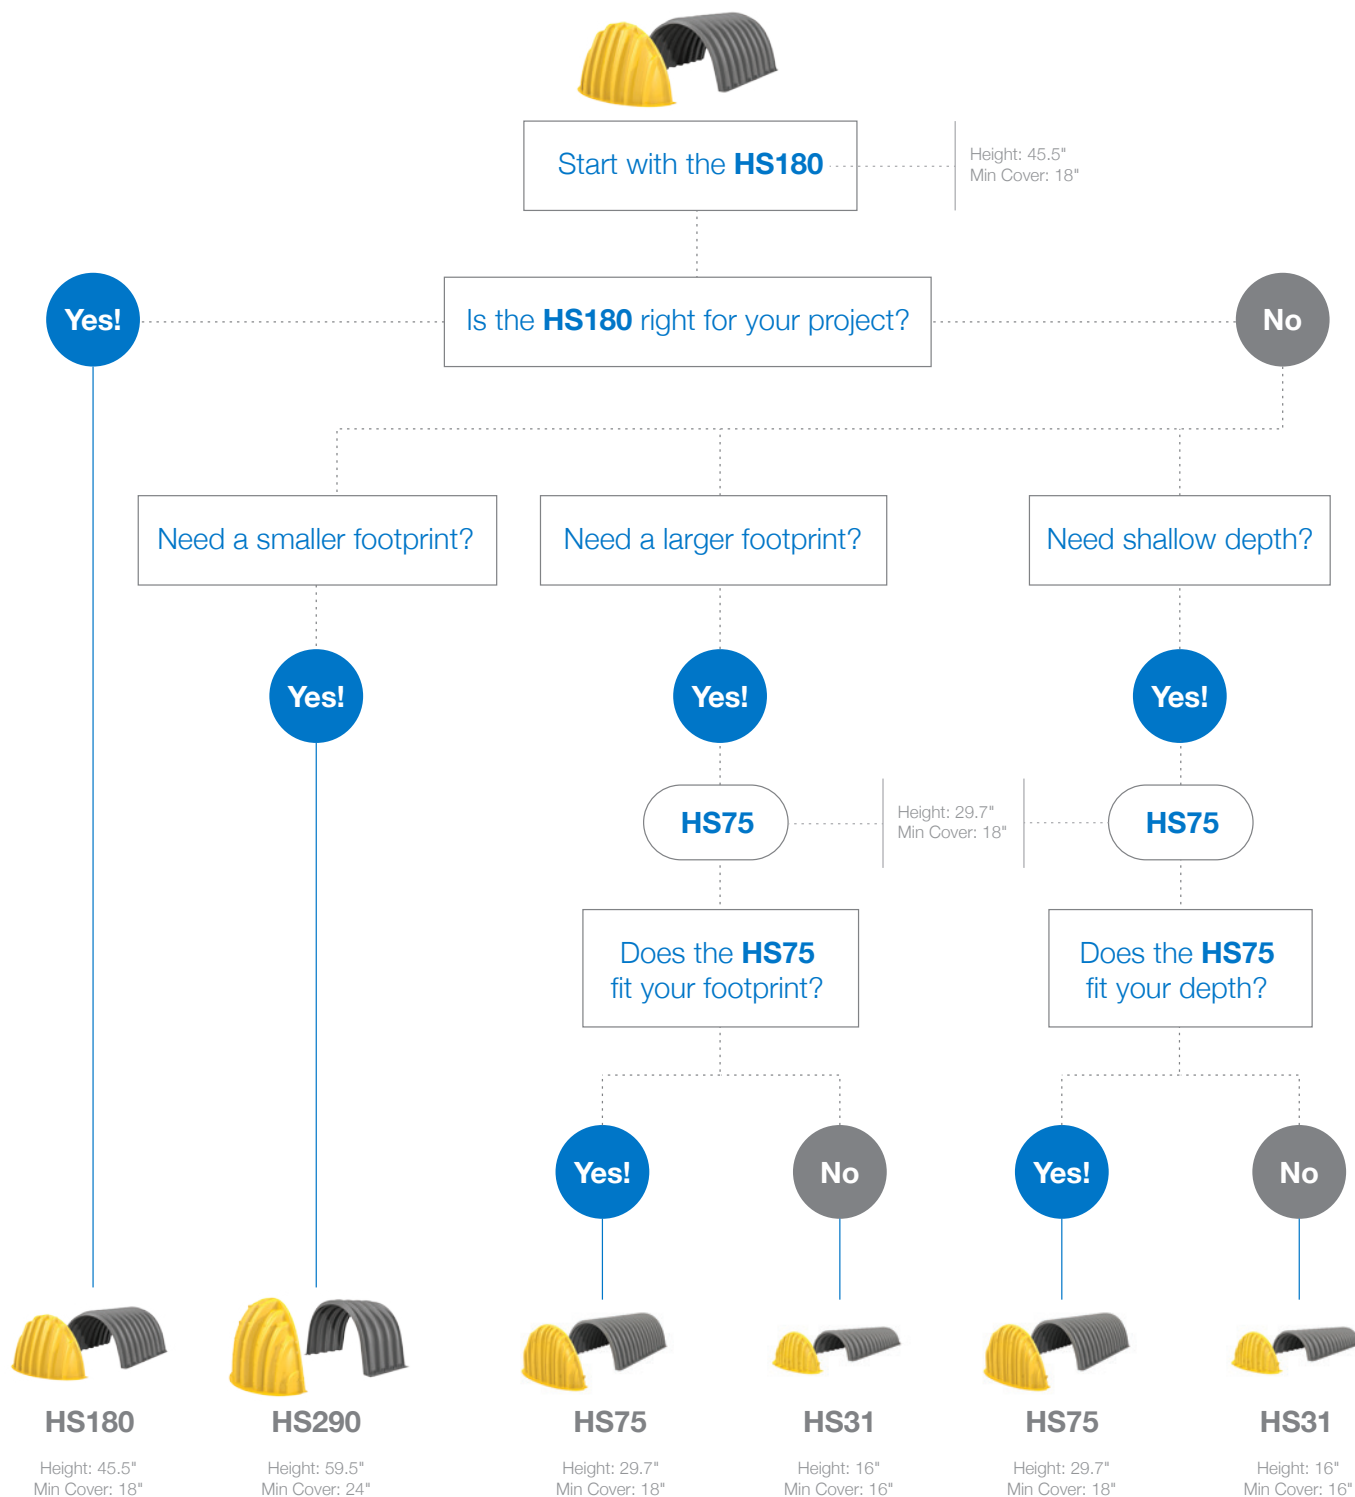 Start with the HS180
Height: 45.5"
Min Cover: 18"
Yes!
Is the HS180 right for your project?
No
Need a smaller footprint?
Need a larger footprint?
Need shallow depth?
Yes!
Yes!
Yes!
HS75
Height: 29.7"
Min Cover: 18"
HS75
Does the HS75
fit your footprint?
Does the HS75
fit your depth?
Yes!
No
Yes!
No
HS180
Height: 45.5"
Min Cover: 18"
HS290
Height: 59.5"
Min Cover: 24"
HS75
Height: 29.7"
Min Cover: 18"
HS31
Height: 16"
Min Cover: 16"
HS75
Height: 29.7"
Min Cover: 18"
HS31
Height: 16"
Min Cover: 16"